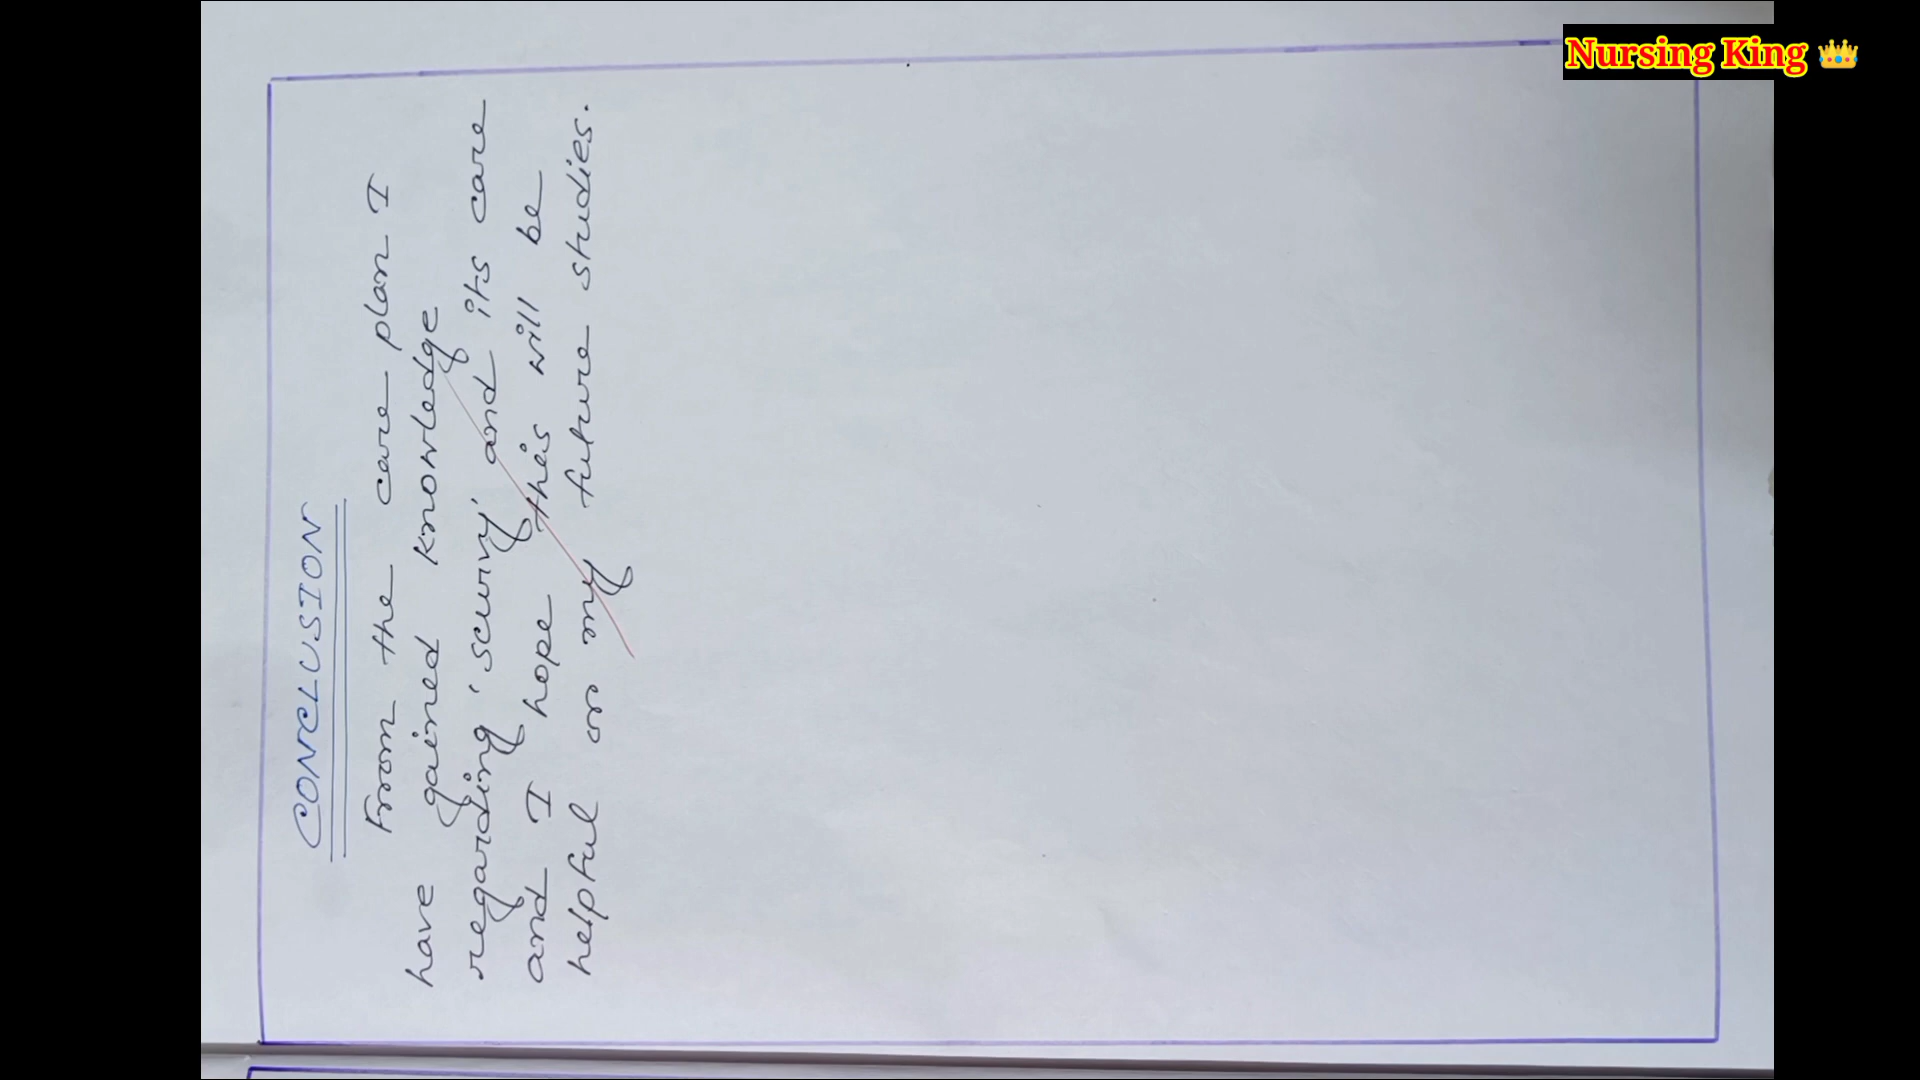 CONCLUSION
From the care plan I
have gained knowledge
regarding 'scurvy' and its care
and I hope this will be
helpful on my future studies.
Nursing King 👑